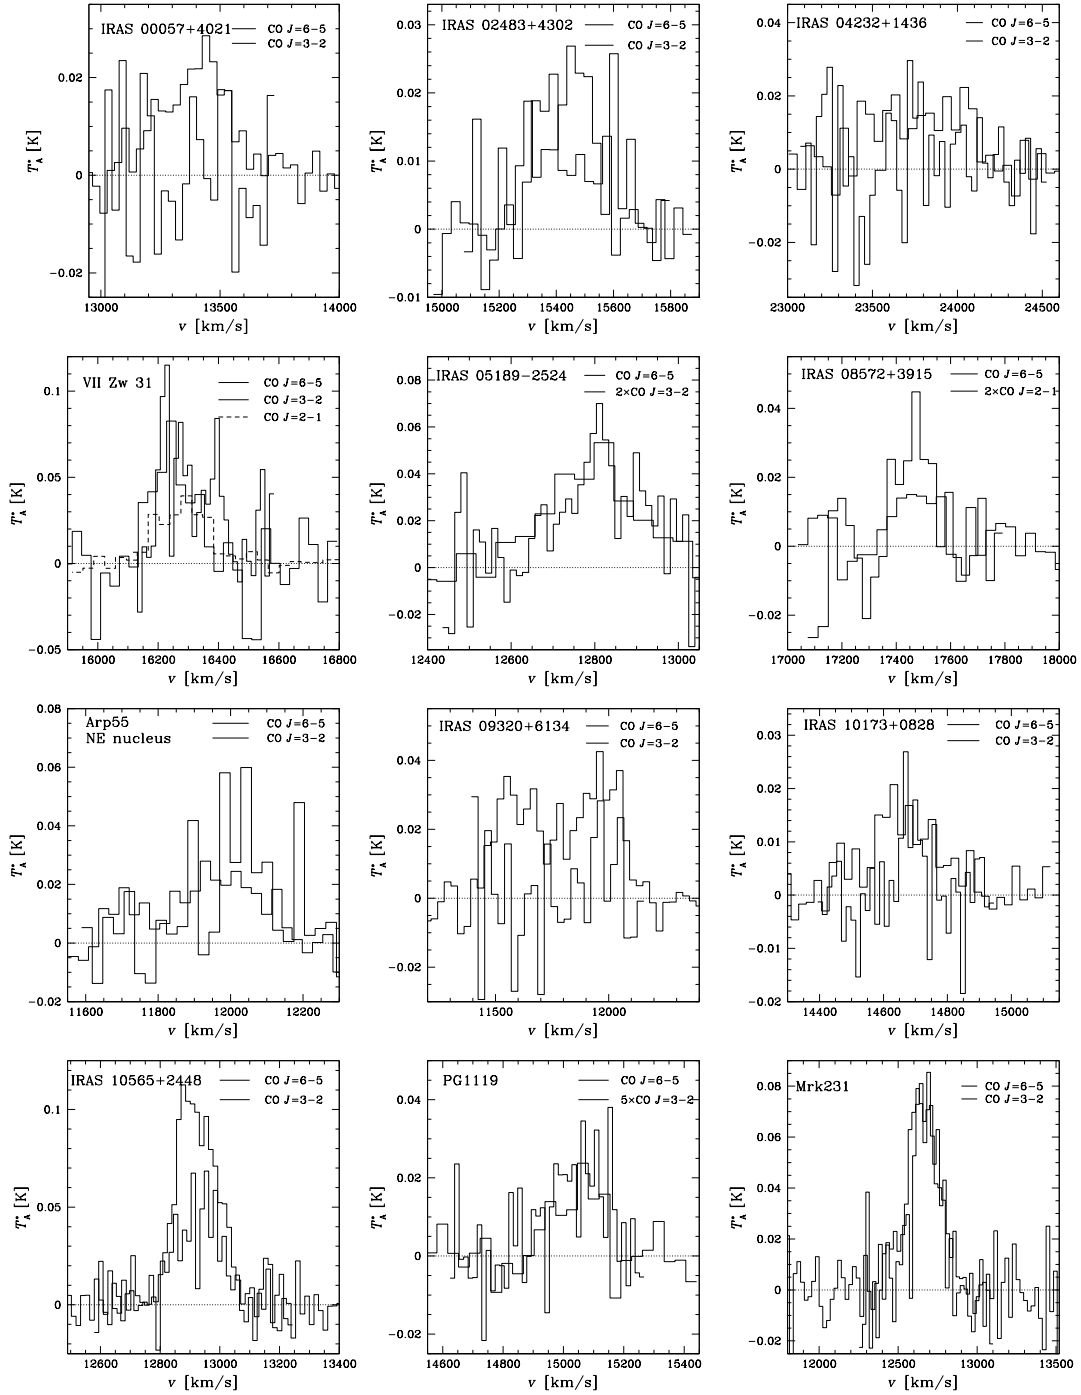 IRAS 00057+4021 CO J=6−5
CO J=3−2
0.02
0
−0.02
T*A [K]
13000 13500 14000
v [km/s]
IRAS 02483+4302 CO J=6−5
CO J=3−2
0.03
0.02
0.01
0
−0.01
T*A [K]
15000 15200 15400 15600 15800
v [km/s]
IRAS 04232+1436 CO J=6−5
CO J=3−2
0.04
0.02
0
−0.02
T*A [K]
23000 23500 24000 24500
v [km/s]
VII Zw 31 CO J=6−5
CO J=3−2
CO J=2−1
0.1
0.05
0
−0.05
T*A [K]
16000 16200 16400 16600 16800
v [km/s]
IRAS 05189−2524 CO J=6−5
2×CO J=3−2
0.08
0.06
0.04
0.02
0
−0.02
T*A [K]
12400 12600 12800 13000
v [km/s]
IRAS 08572+3915 CO J=6−5
2×CO J=2−1
0.04
0.02
0
−0.02
T*A [K]
17000 17200 17400 17600 17800 18000
v [km/s]
Arp55 CO J=6−5
NE nucleus CO J=3−2
0.08
0.06
0.04
0.02
0
−0.02
T*A [K]
11600 11800 12000 12200
v [km/s]
IRAS 09320+6134 CO J=6−5
CO J=3−2
0.04
0.02
0
−0.02
T*A [K]
11500 12000
v [km/s]
IRAS 10173+0828 CO J=6−5
CO J=3−2
0.03
0.02
0.01
0
−0.01
−0.02
T*A [K]
14400 14600 14800 15000
v [km/s]
IRAS 10565+2448 CO J=6−5
CO J=3−2
0.1
0.05
0
T*A [K]
12600 12800 13000 13200 13400
v [km/s]
PG1119 CO J=6−5
5×CO J=3−2
0.04
0.02
0
−0.02
T*A [K]
14600 14800 15000 15200 15400
v [km/s]
Mrk231 CO J=6−5
CO J=3−2
0.08
0.06
0.04
0.02
0
−0.02
T*A [K]
12000 12500 13000 13500
v [km/s]